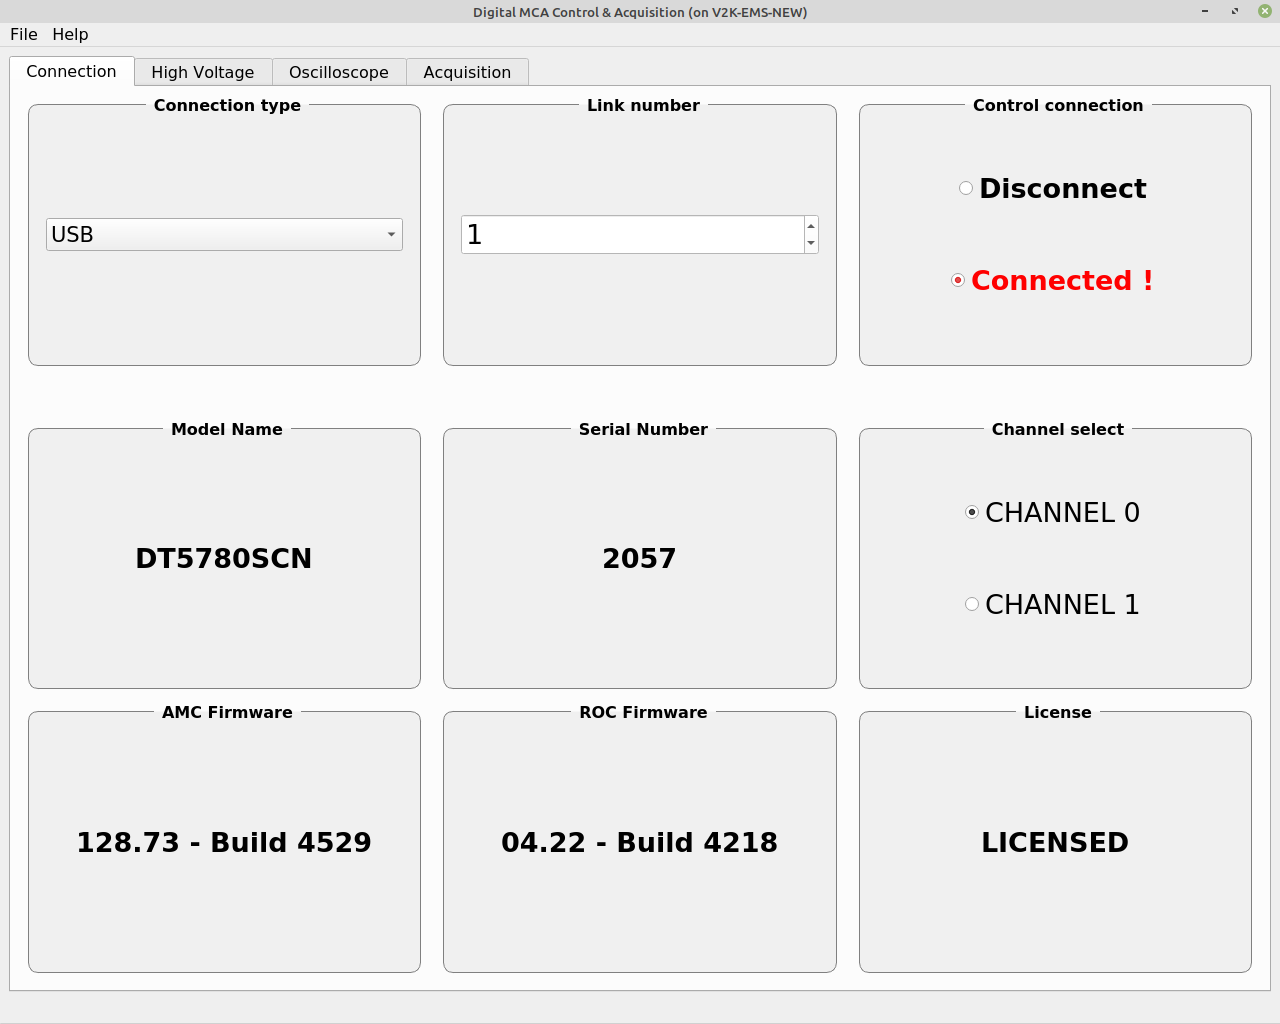 Digital MCA Control & Acquisition (on V2K-EMS-NEW)
File Help
Connection High Voltage Oscilloscope Acquisition
Connection type
USB
Link number
1
Control connection
Disconnect
Connected !
Model Name
DT5780SCN
Serial Number
2057
Channel select
CHANNEL 0
CHANNEL 1
AMC Firmware
128.73 - Build 4529
ROC Firmware
04.22 - Build 4218
License
LICENSED